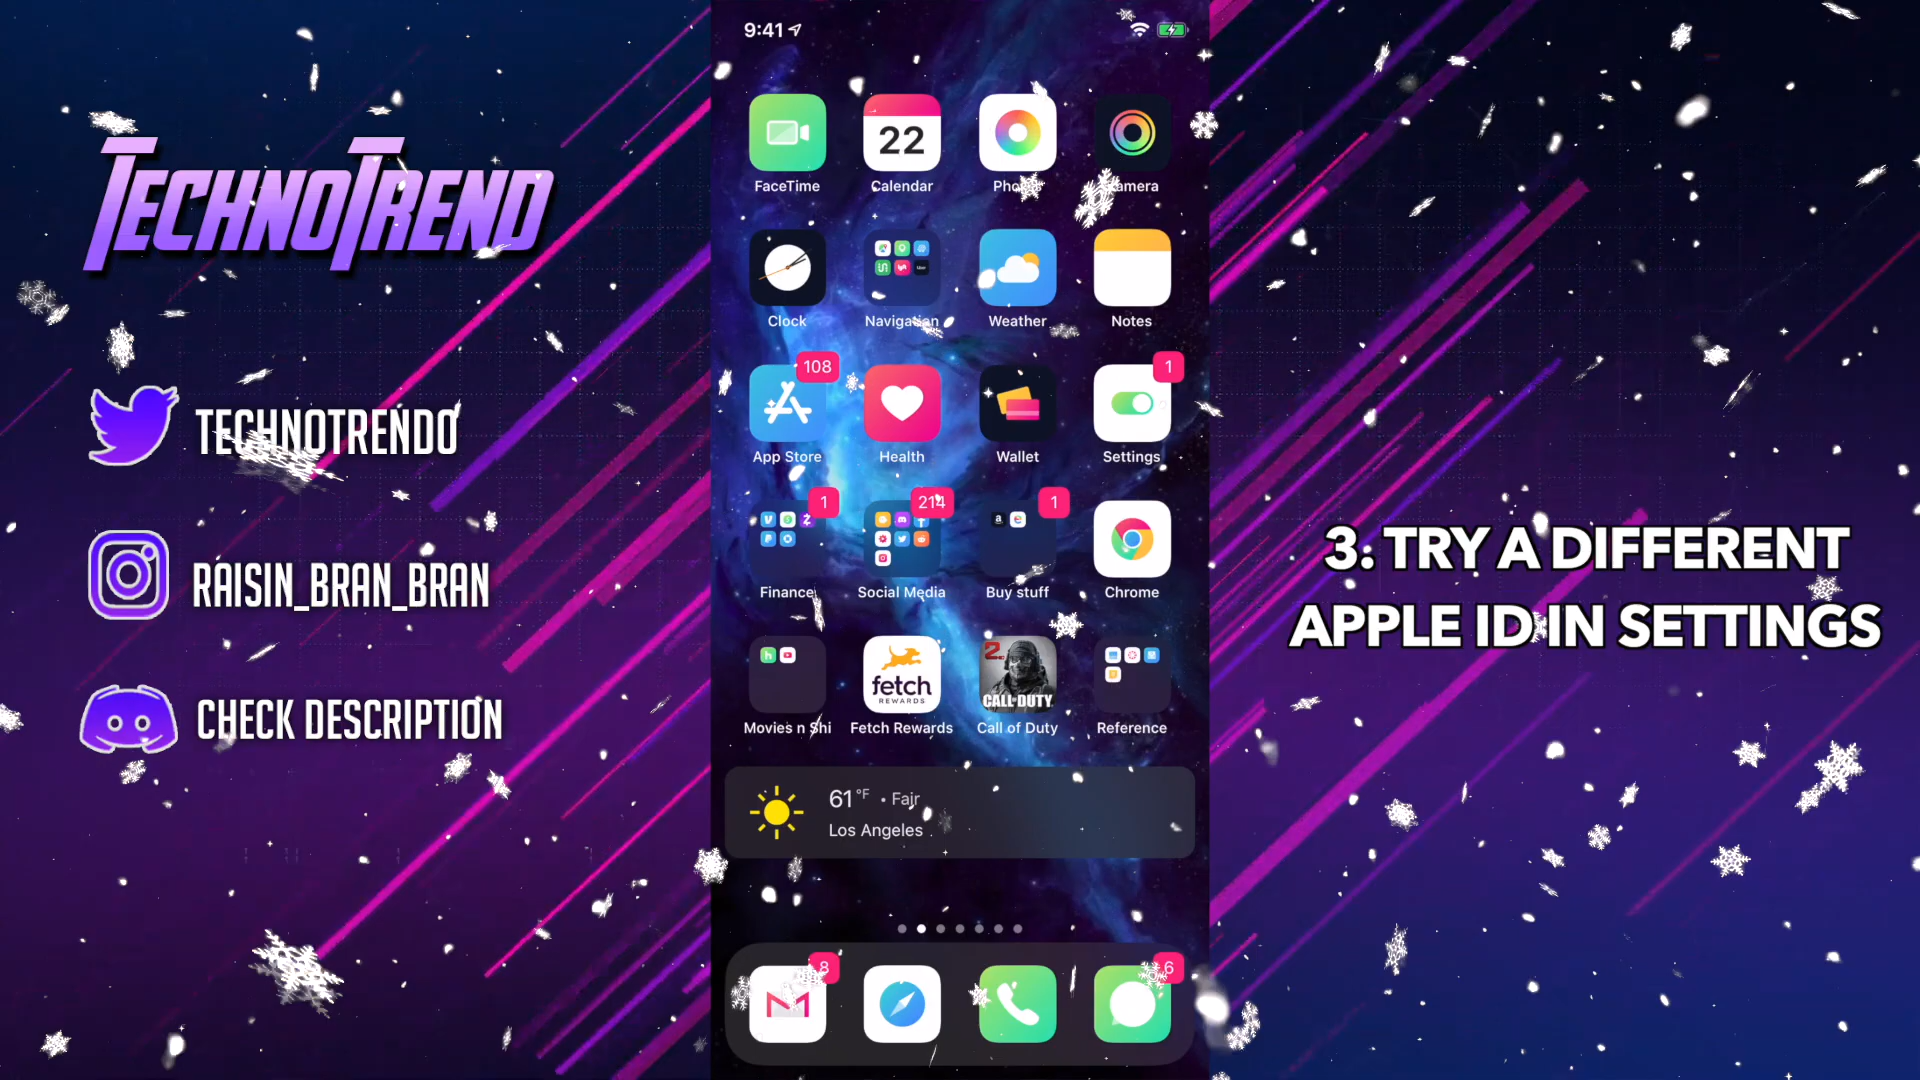 TECHNOTREND
TECHNOTRENDO
RAISIN_BRAN_BRAN
CHECK DESCRIPTION
9:41
22
FaceTime
Calendar
Clock
Navigation
Weather
Notes
108
1
App Store
Health
Wallet
Settings
1
214
1
Finance
Social Media
Buy stuff
Chrome
fetch
REWARDS
CALL OF DUTY
Movies n Shi
Fetch Rewards
Call of Duty
Reference
61 °F • Fair
Los Angeles
8
6
3. TRY A DIFFERENT
APPLE ID IN SETTINGS